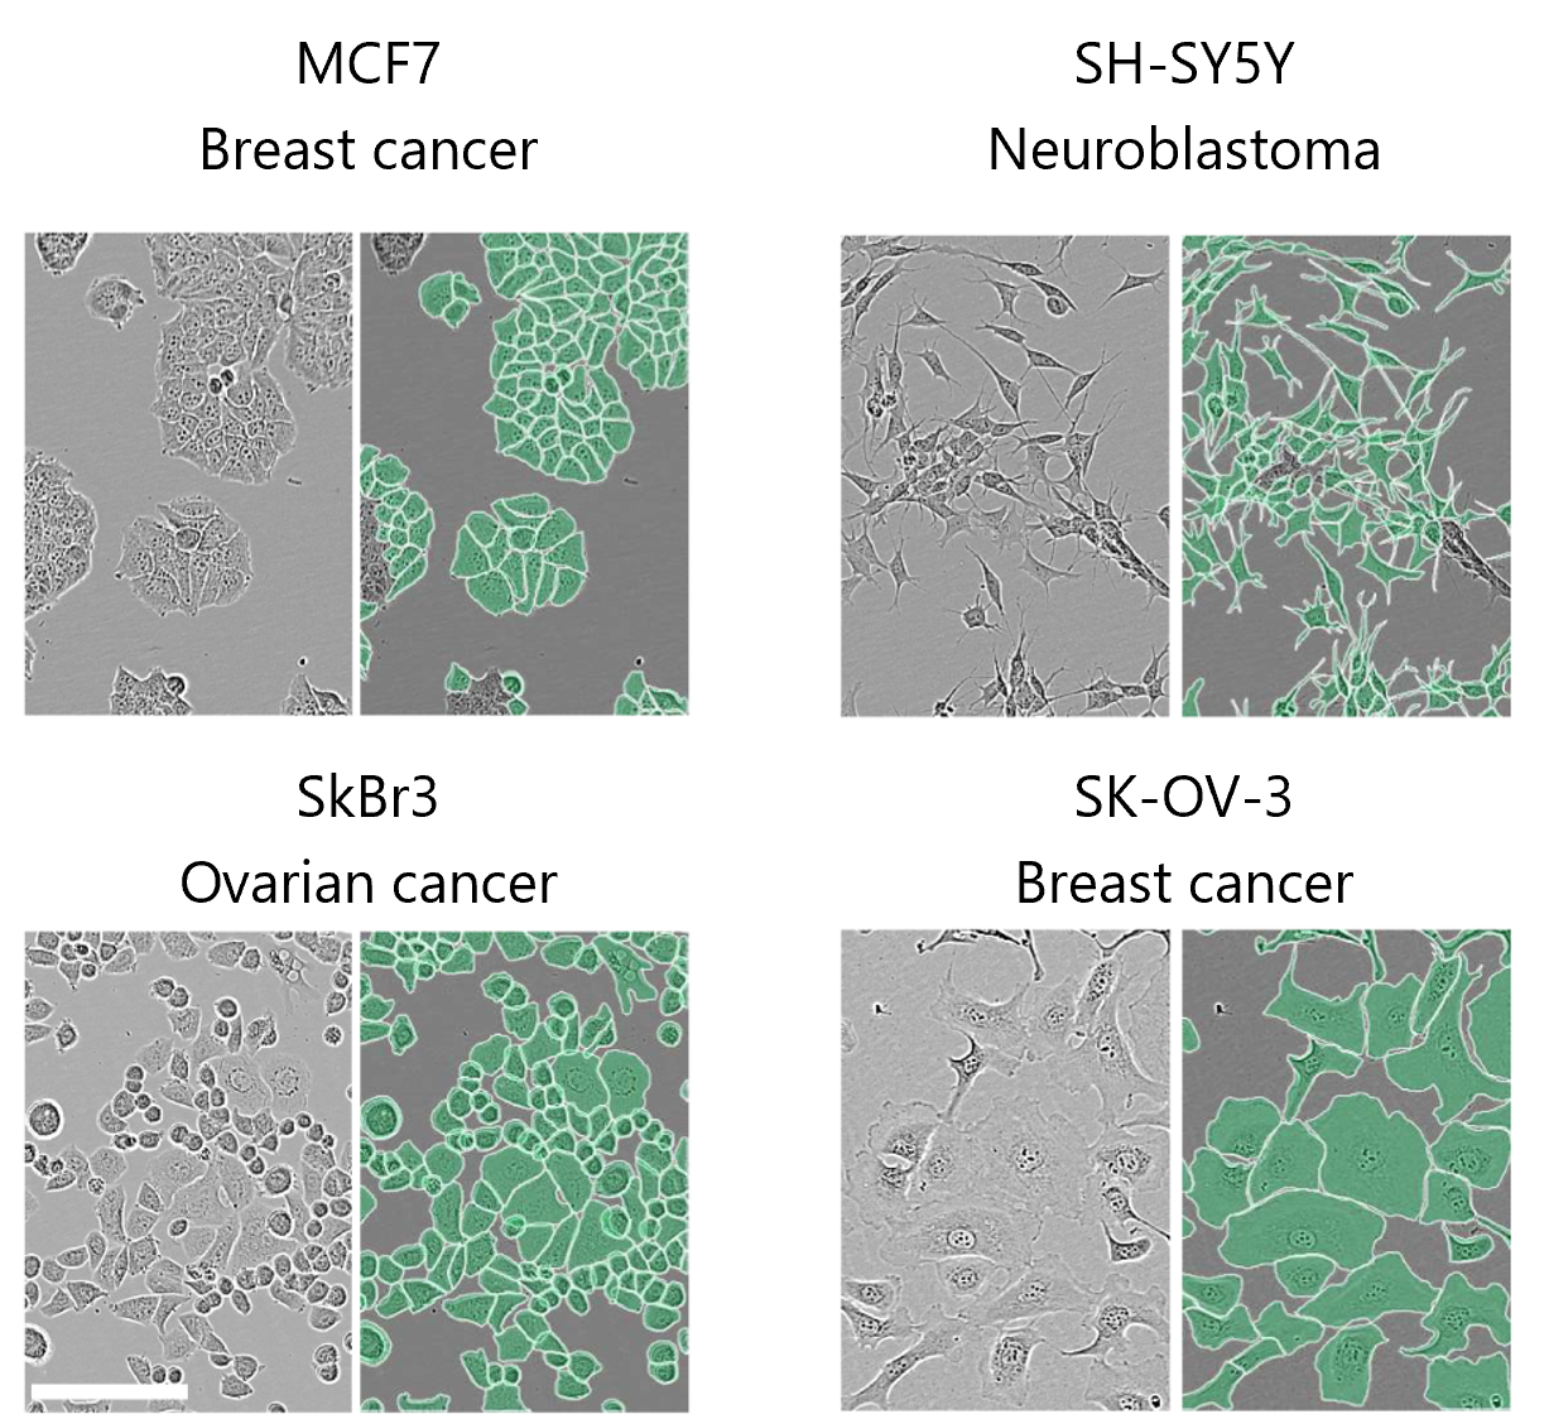 MCF7
Breast cancer
SH-SY5Y
Neuroblastoma
SkBr3
Ovarian cancer
SK-OV-3
Breast cancer